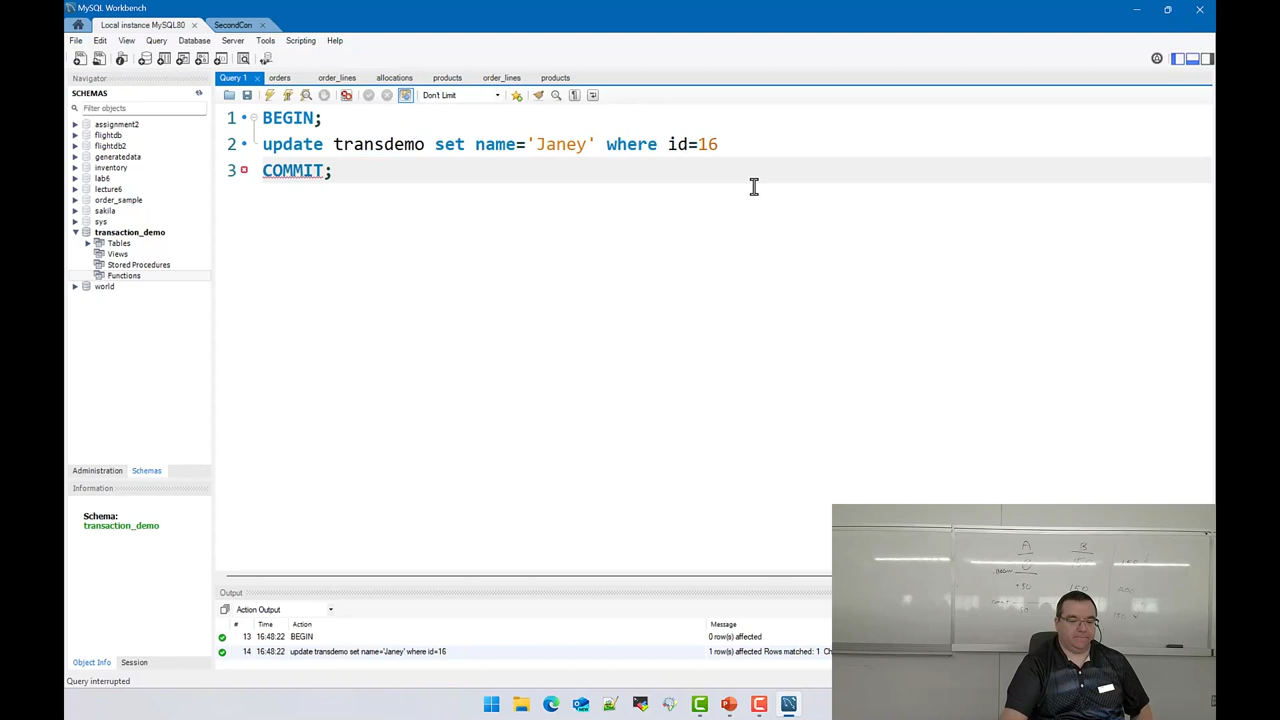 MySQL Workbench
Local instance MySQL80
SecondCon
File Edit View Query Database Server Tools Scripting Help
Navigator
SCHEMAS
Filter objects
assignment2
flightdb
flightdb2
generatedata
inventory
lab6
lecture6
order_sample
sakila
sys
transaction_demo
Tables
Views
Stored Procedures
Functions
world
Administration Schemas
Information
Schema:
transaction_demo
Object Info Session
Query interrupted
Query 1 orders order_lines allocations products order_lines products
Don't Limit
1 BEGIN;
2 update transdemo set name='Janey' where id=16
3 COMMIT;
Output
Action Output
# Time Action Message
13 16:48:22 BEGIN 0 row(s) affected
14 16:48:22 update transdemo set name='Janey' where id=16 1 row(s) affected Rows matched: 1 Ch
A B